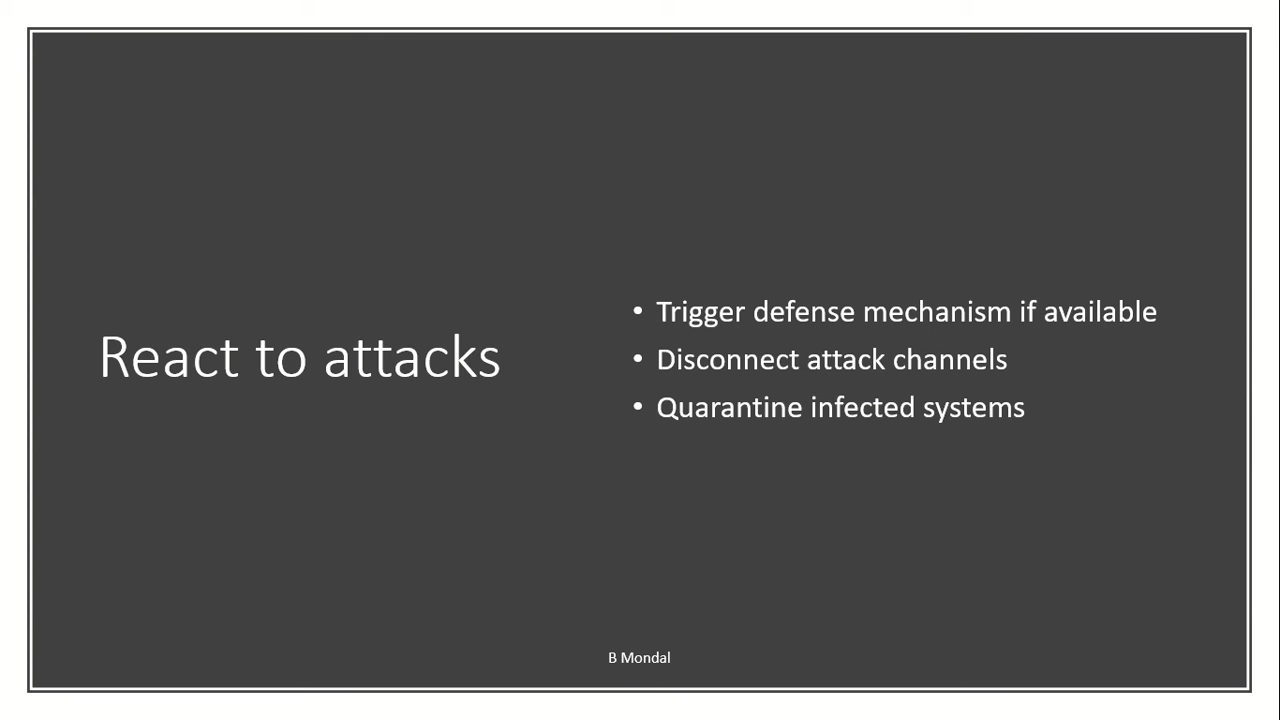 React to attacks
• Trigger defense mechanism if available
• Disconnect attack channels
• Quarantine infected systems
B Mondal